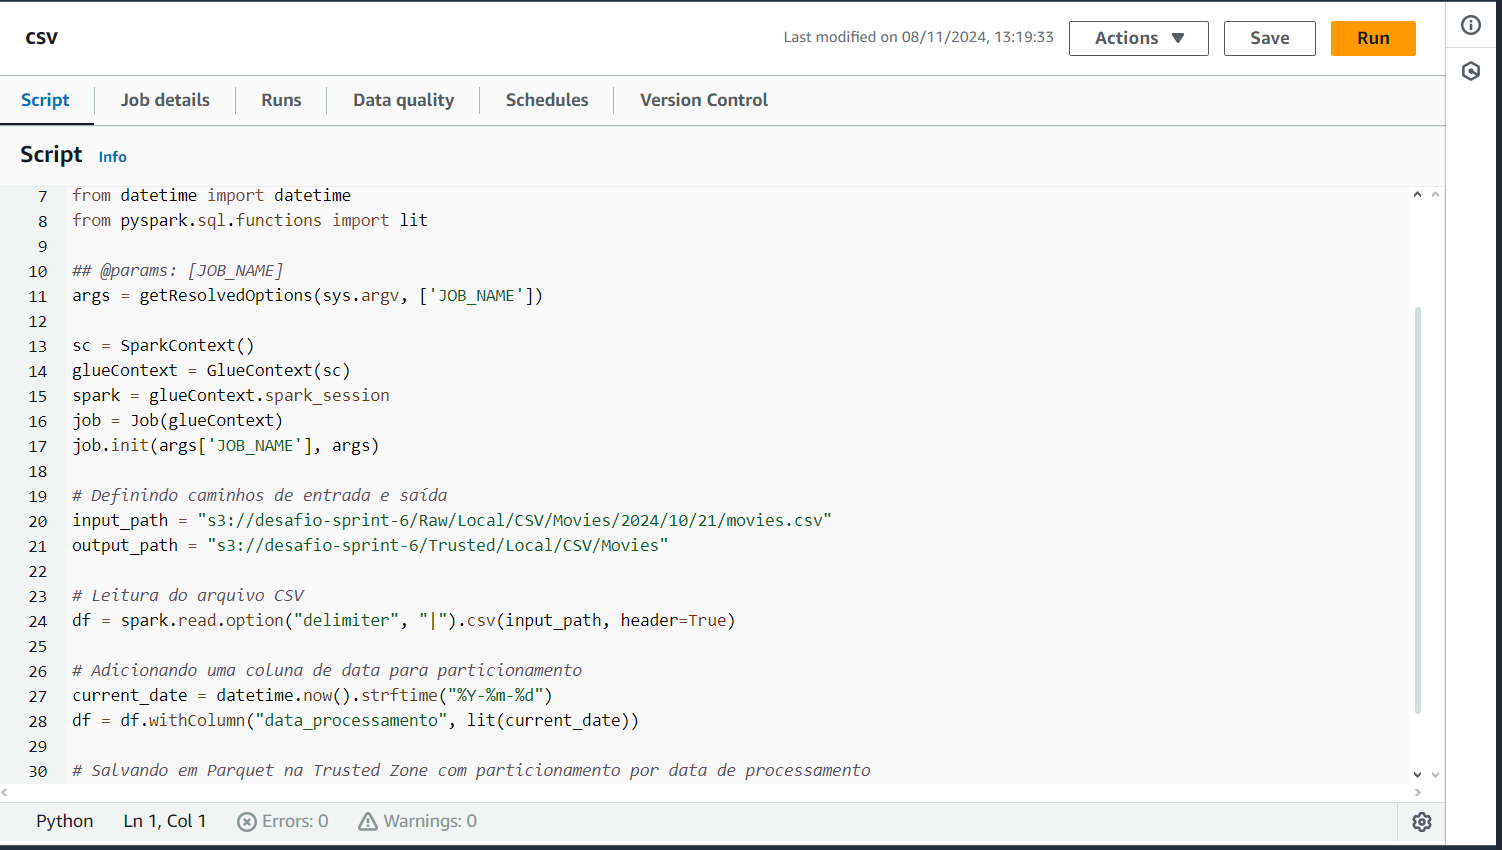 csv
Last modified on 08/11/2024, 13:19:33
Actions
Save
Run
Script
Job details
Runs
Data quality
Schedules
Version Control
Script Info
7 from datetime import datetime
8 from pyspark.sql.functions import lit
9
10 ## @params: [JOB_NAME]
11 args = getResolvedOptions(sys.argv, ['JOB_NAME'])
12
13 sc = SparkContext()
14 glueContext = GlueContext(sc)
15 spark = glueContext.spark_session
16 job = Job(glueContext)
17 job.init(args['JOB_NAME'], args)
18
19 # Definindo caminhos de entrada e saída
20 input_path = "s3://desafio-sprint-6/Raw/Local/CSV/Movies/2024/10/21/movies.csv"
21 output_path = "s3://desafio-sprint-6/Trusted/Local/CSV/Movies"
22
23 # Leitura do arquivo CSV
24 df = spark.read.option("delimiter", "|").csv(input_path, header=True)
25
26 # Adicionando uma coluna de data para particionamento
27 current_date = datetime.now().strftime("%Y-%m-%d")
28 df = df.withColumn("data_processamento", lit(current_date))
29
30 # Salvando em Parquet na Trusted Zone com particionamento por data de processamento
Python
Ln 1, Col 1
Errors: 0
Warnings: 0